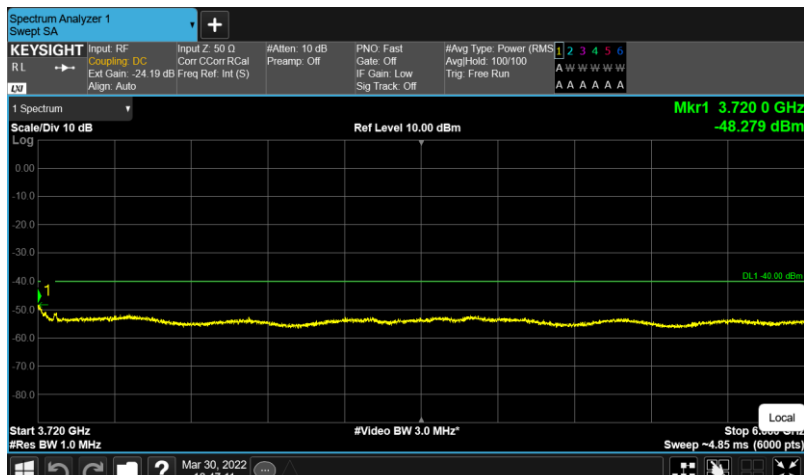 Spectrum Analyzer 1
Swept SA
KEYSIGHT
RL
LXI
Input: RF
Coupling: DC
Ext Gain: -24.19 dB
Align: Auto
Input Z: 50 Ω
Corr CCorr RCal
Freq Ref: Int (S)
#Atten: 10 dB
Preamp: Off
PNO: Fast
Gate: Off
IF Gain: Low
Sig Track: Off
#Avg Type: Power (RMS
Avg|Hold: 100/100
Trig: Free Run
1 2 3 4 5 6
A W W W W W
A A A A A A
1 Spectrum
Scale/Div 10 dB
Log
Ref Level 10.00 dBm
Mkr1 3.720 0 GHz
-48.279 dBm
0.00
-10.0
-20.0
-30.0
-40.0
1
DL1 -40.00 dBm
-50.0
-60.0
-70.0
-80.0
Local
Start 3.720 GHz
#Res BW 1.0 MHz
#Video BW 3.0 MHz*
Stop
Sweep ~4.85 ms (6000 pts)
?
Mar 30, 2022